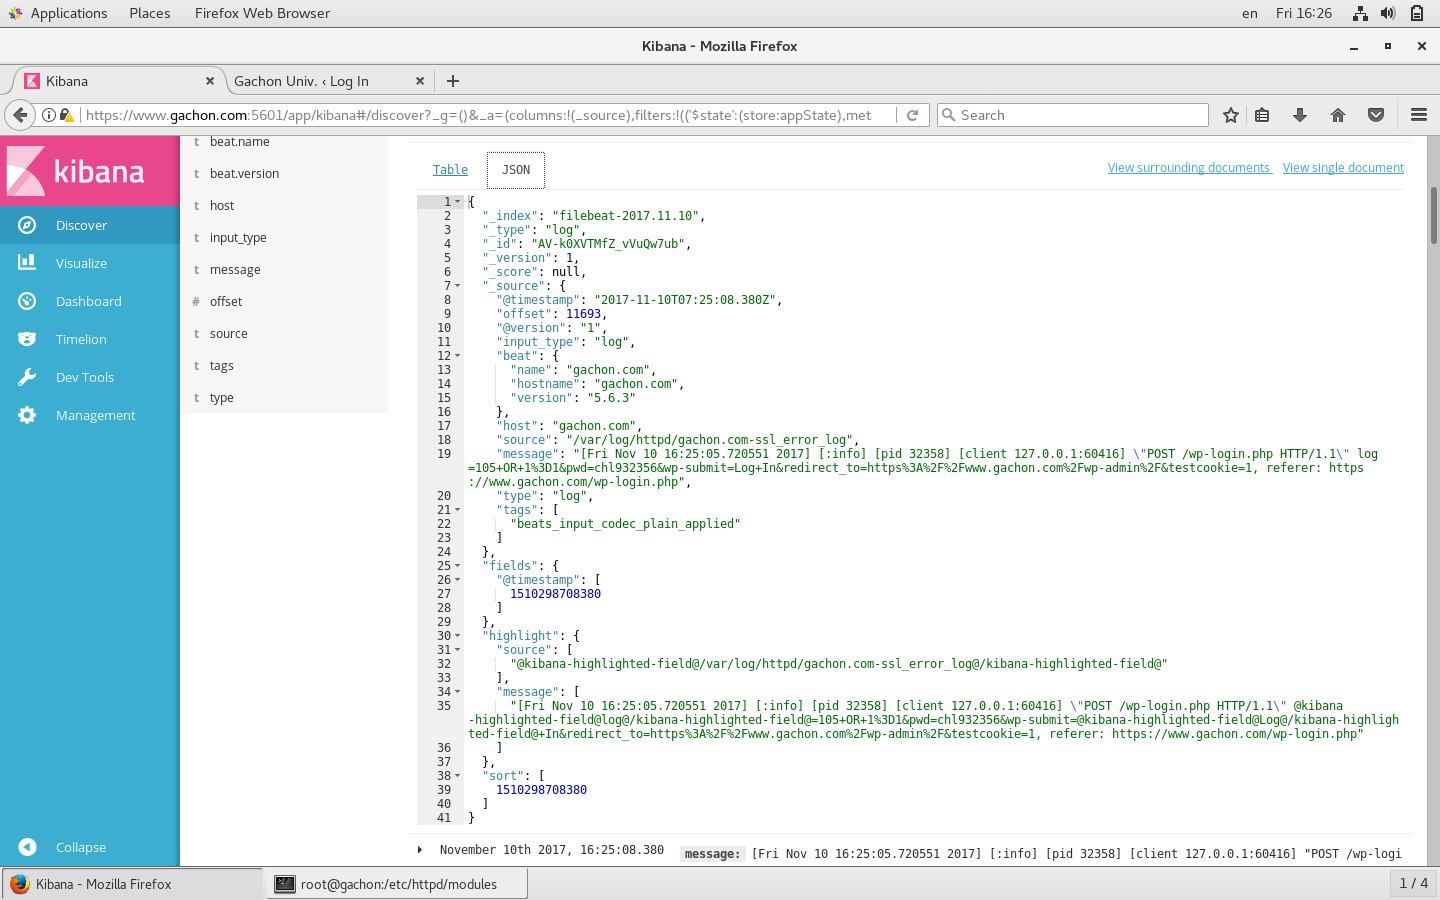 Applications Places Firefox Web Browser en Fri 16:26
Kibana - Mozilla Firefox
Kibana Gachon Univ. ‹ Log In
https://www.gachon.com:5601/app/kibana#/discover?_g=()&_a=(columns:!(_source),filters:!(('$state':(store:appState),met Search
kibana
Discover
Visualize
Dashboard
Timelion
Dev Tools
Management
Collapse
t beat.name
t beat.version
t host
t input_type
t message
# offset
t source
t tags
t type
Table JSON View surrounding documents View single document
1 {
2 "_index": "filebeat-2017.11.10",
3 "_type": "log",
4 "_id": "AV-k0XVTMfZ_vVuQw7ub",
5 "_version": 1,
6 "_score": null,
7 "_source": {
8 "@timestamp": "2017-11-10T07:25:08.380Z",
9 "offset": 11693,
10 "@version": "1",
11 "input_type": "log",
12 "beat": {
13 "name": "gachon.com",
14 "hostname": "gachon.com",
15 "version": "5.6.3"
16 },
17 "host": "gachon.com",
18 "source": "/var/log/httpd/gachon.com-ssl_error_log",
19 "message": "[Fri Nov 10 16:25:05.720551 2017] [:info] [pid 32358] [client 127.0.0.1:60416] \"POST /wp-login.php HTTP/1.1\" log
=105+OR+1%3D1&pwd=chl932356&wp-submit=Log+In&redirect_to=https%3A%2F%2Fwww.gachon.com%2Fwp-admin%2F&testcookie=1, referer: https
://www.gachon.com/wp-login.php",
20 "type": "log",
21 "tags": [
22 "beats_input_codec_plain_applied"
23 ]
24 },
25 "fields": {
26 "@timestamp": [
27 1510298708380
28 ]
29 },
30 "highlight": {
31 "source": [
32 "@kibana-highlighted-field@/var/log/httpd/gachon.com-ssl_error_log@/kibana-highlighted-field@"
33 ],
34 "message": [
35 "[Fri Nov 10 16:25:05.720551 2017] [:info] [pid 32358] [client 127.0.0.1:60416] \"POST /wp-login.php HTTP/1.1\" @kibana
-highlighted-field@log@/kibana-highlighted-field@=105+OR+1%3D1&pwd=chl932356&wp-submit=@kibana-highlighted-field@Log@/kibana-highligh
ted-field@+In&redirect_to=https%3A%2F%2Fwww.gachon.com%2Fwp-admin%2F&testcookie=1, referer: https://www.gachon.com/wp-login.php"
36 ]
37 },
38 "sort": [
39 1510298708380
40 ]
41 }
November 10th 2017, 16:25:08.380 message: [Fri Nov 10 16:25:05.720551 2017] [:info] [pid 32358] [client 127.0.0.1:60416] "POST /wp-logi
Kibana - Mozilla Firefox root@gachon:/etc/httpd/modules 1 / 4